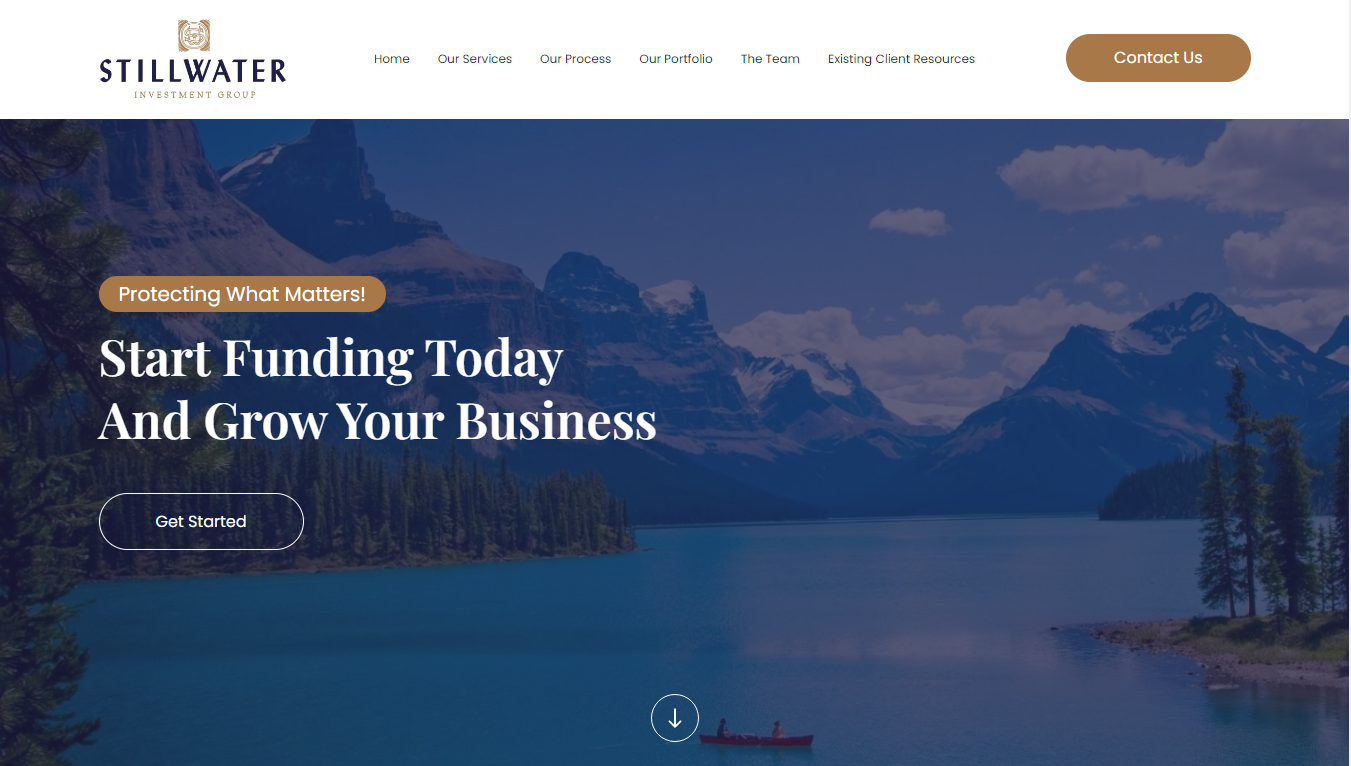 STILLWATER
INVESTMENT GROUP
Home
Our Services
Our Process
Our Portfolio
The Team
Existing Client Resources
Contact Us
Protecting What Matters!
Start Funding Today
And Grow Your Business
Get Started